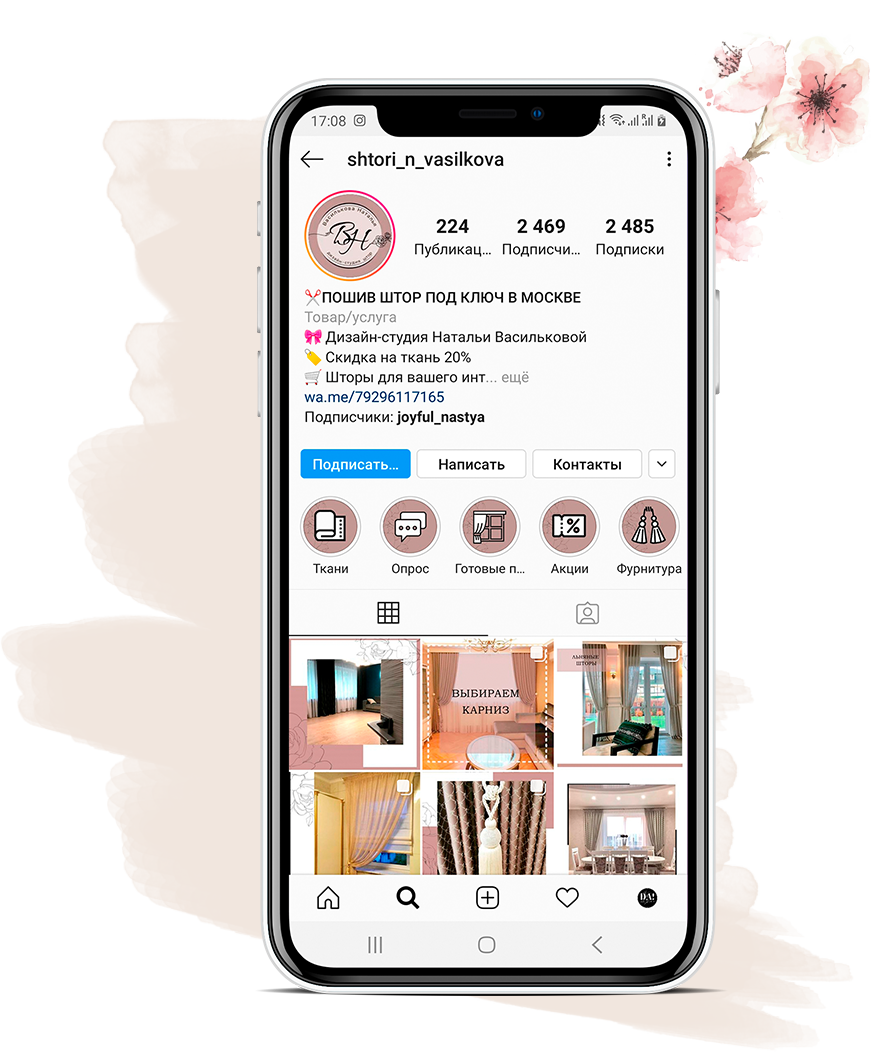 17:08
shtori_n_vasilkova
Василькова Наталья
ВН
дизайн-студия штор
224 2 469 2 485
Публикац... Подписчи... Подписки
ПОШИВ ШТОР ПОД КЛЮЧ В МОСКВЕ
Товар/услуга
Дизайн-студия Натальи Васильковой
Скидка на ткань 20%
Шторы для вашего инт... ещё
wa.me/79296117165
Подписчики: joyful_nastya
Подписать... Написать Контакты
%
Ткани Опрос Готовые п... Акции Фурнитура
ВЫБИРАЕМ
КАРНИЗ
ЛЬНЯНЫЕ
ШТОРЫ
DA!